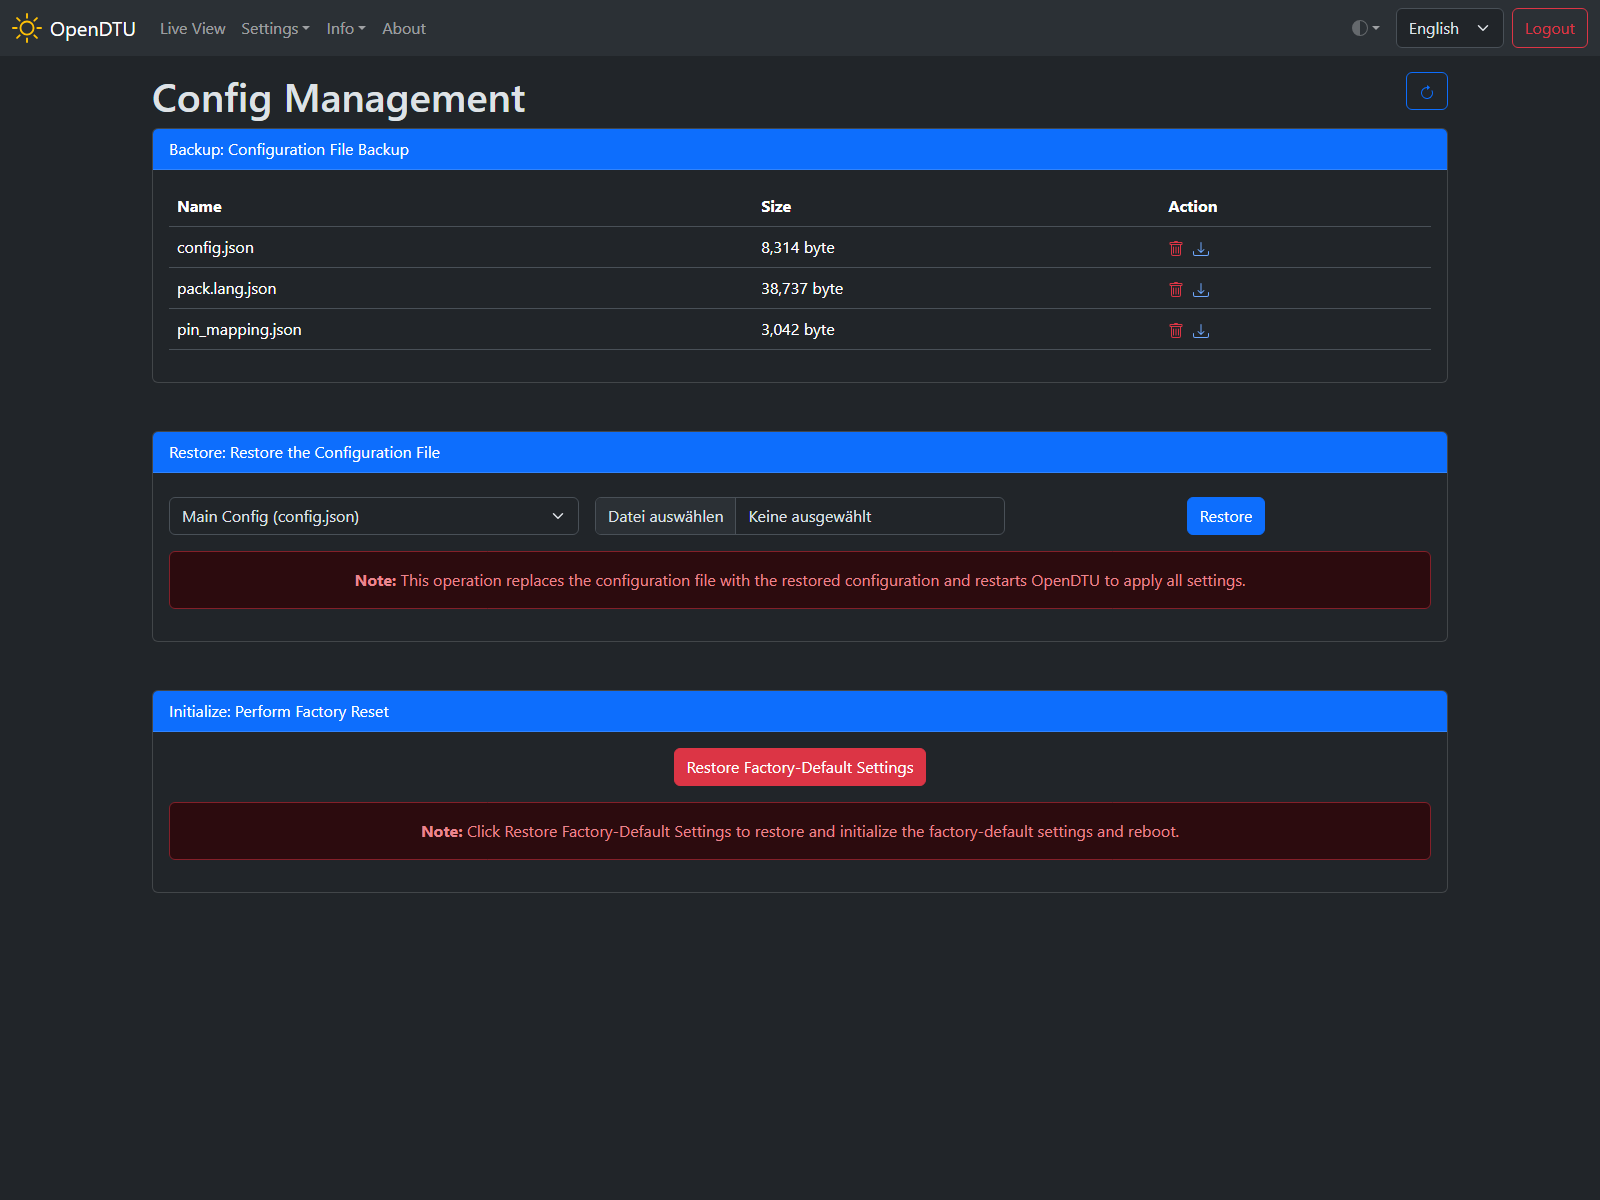 OpenDTU Live View Settings Info About English Logout
Config Management
Backup: Configuration File Backup
Name Size Action
config.json 8,314 byte
pack.lang.json 38,737 byte
pin_mapping.json 3,042 byte
Restore: Restore the Configuration File
Main Config (config.json) Datei auswählen Keine ausgewählt Restore
Note: This operation replaces the configuration file with the restored configuration and restarts OpenDTU to apply all settings.
Initialize: Perform Factory Reset
Restore Factory-Default Settings
Note: Click Restore Factory-Default Settings to restore and initialize the factory-default settings and reboot.